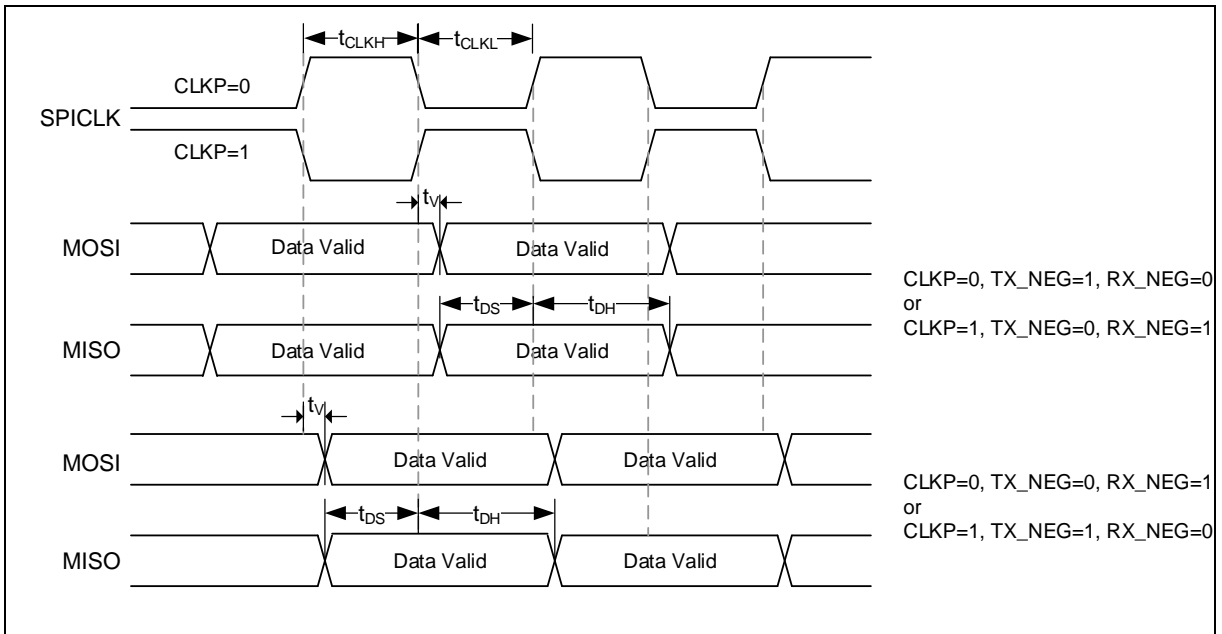 tCLKH
tCLKL
CLKP=0
SPICLK
CLKP=1
tV
MOSI
Data Valid
Data Valid
CLKP=0, TX_NEG=1, RX_NEG=0
or
CLKP=1, TX_NEG=0, RX_NEG=1
tDS
tDH
MISO
Data Valid
Data Valid
tV
MOSI
Data Valid
Data Valid
CLKP=0, TX_NEG=0, RX_NEG=1
or
CLKP=1, TX_NEG=1, RX_NEG=0
tDS
tDH
MISO
Data Valid
Data Valid